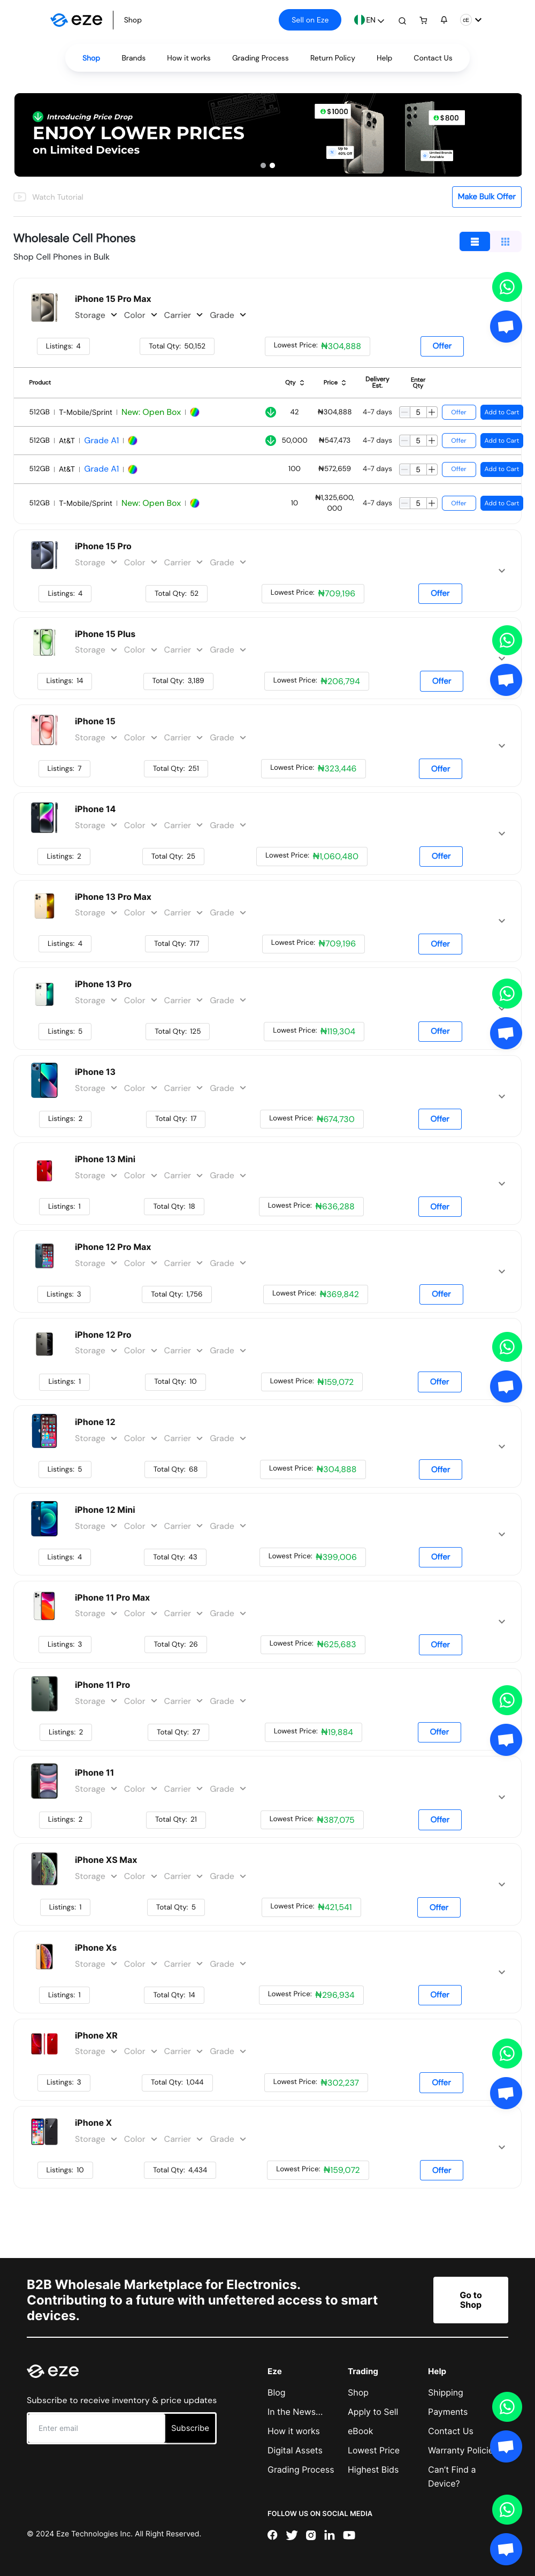 eze Shop Sell on Eze EN cE
Shop Brands How it works Grading Process Return Policy Help Contact Us
Introducing Price Drop
ENJOY LOWER PRICES
on Limited Devices
$1000
$800
Up to 40% Off
Limited Brands Available
Watch Tutorial Make Bulk Offer
Wholesale Cell Phones
Shop Cell Phones in Bulk
iPhone 15 Pro Max
Storage Color Carrier Grade
Listings: 4 Total Qty: 50,152 Lowest Price: ₦304,888 Offer
Product Qty Price Delivery Est. Enter Qty
512GB | T-Mobile/Sprint | New: Open Box | 42 ₦304,888 4-7 days — 5 + Offer Add to Cart
512GB | At&T | Grade A1 | 50,000 ₦547,473 4-7 days — 5 + Offer Add to Cart
512GB | At&T | Grade A1 | 100 ₦572,659 4-7 days — 5 + Offer Add to Cart
512GB | T-Mobile/Sprint | New: Open Box | 10 ₦1,325,600,000 4-7 days — 5 + Offer Add to Cart
iPhone 15 Pro
Storage Color Carrier Grade
Listings: 4 Total Qty: 52 Lowest Price: ₦709,196 Offer
iPhone 15 Plus
Storage Color Carrier Grade
Listings: 14 Total Qty: 3,189 Lowest Price: ₦206,794 Offer
iPhone 15
Storage Color Carrier Grade
Listings: 7 Total Qty: 251 Lowest Price: ₦323,446 Offer
iPhone 14
Storage Color Carrier Grade
Listings: 2 Total Qty: 25 Lowest Price: ₦1,060,480 Offer
iPhone 13 Pro Max
Storage Color Carrier Grade
Listings: 4 Total Qty: 717 Lowest Price: ₦709,196 Offer
iPhone 13 Pro
Storage Color Carrier Grade
Listings: 5 Total Qty: 125 Lowest Price: ₦119,304 Offer
iPhone 13
Storage Color Carrier Grade
Listings: 2 Total Qty: 17 Lowest Price: ₦674,730 Offer
iPhone 13 Mini
Storage Color Carrier Grade
Listings: 1 Total Qty: 18 Lowest Price: ₦636,288 Offer
iPhone 12 Pro Max
Storage Color Carrier Grade
Listings: 3 Total Qty: 1,756 Lowest Price: ₦369,842 Offer
iPhone 12 Pro
Storage Color Carrier Grade
Listings: 1 Total Qty: 10 Lowest Price: ₦159,072 Offer
iPhone 12
Storage Color Carrier Grade
Listings: 5 Total Qty: 68 Lowest Price: ₦304,888 Offer
iPhone 12 Mini
Storage Color Carrier Grade
Listings: 4 Total Qty: 43 Lowest Price: ₦399,006 Offer
iPhone 11 Pro Max
Storage Color Carrier Grade
Listings: 3 Total Qty: 26 Lowest Price: ₦625,683 Offer
iPhone 11 Pro
Storage Color Carrier Grade
Listings: 2 Total Qty: 27 Lowest Price: ₦19,884 Offer
iPhone 11
Storage Color Carrier Grade
Listings: 2 Total Qty: 21 Lowest Price: ₦387,075 Offer
iPhone XS Max
Storage Color Carrier Grade
Listings: 1 Total Qty: 5 Lowest Price: ₦421,541 Offer
iPhone Xs
Storage Color Carrier Grade
Listings: 1 Total Qty: 14 Lowest Price: ₦296,934 Offer
iPhone XR
Storage Color Carrier Grade
Listings: 3 Total Qty: 1,044 Lowest Price: ₦302,237 Offer
iPhone X
Storage Color Carrier Grade
Listings: 10 Total Qty: 4,434 Lowest Price: ₦159,072 Offer
B2B Wholesale Marketplace for Electronics.
Contributing to a future with unfettered access to smart
devices.
Go to
Shop
eze
Subscribe to receive inventory & price updates
Enter email Subscribe
Eze
Blog
In the News...
How it works
Digital Assets
Grading Process
Trading
Shop
Apply to Sell
eBook
Lowest Price
Highest Bids
Help
Shipping
Payments
Contact Us
Warranty Policie
Can't Find a
Device?
FOLLOW US ON SOCIAL MEDIA
© 2024 Eze Technologies Inc. All Right Reserved.